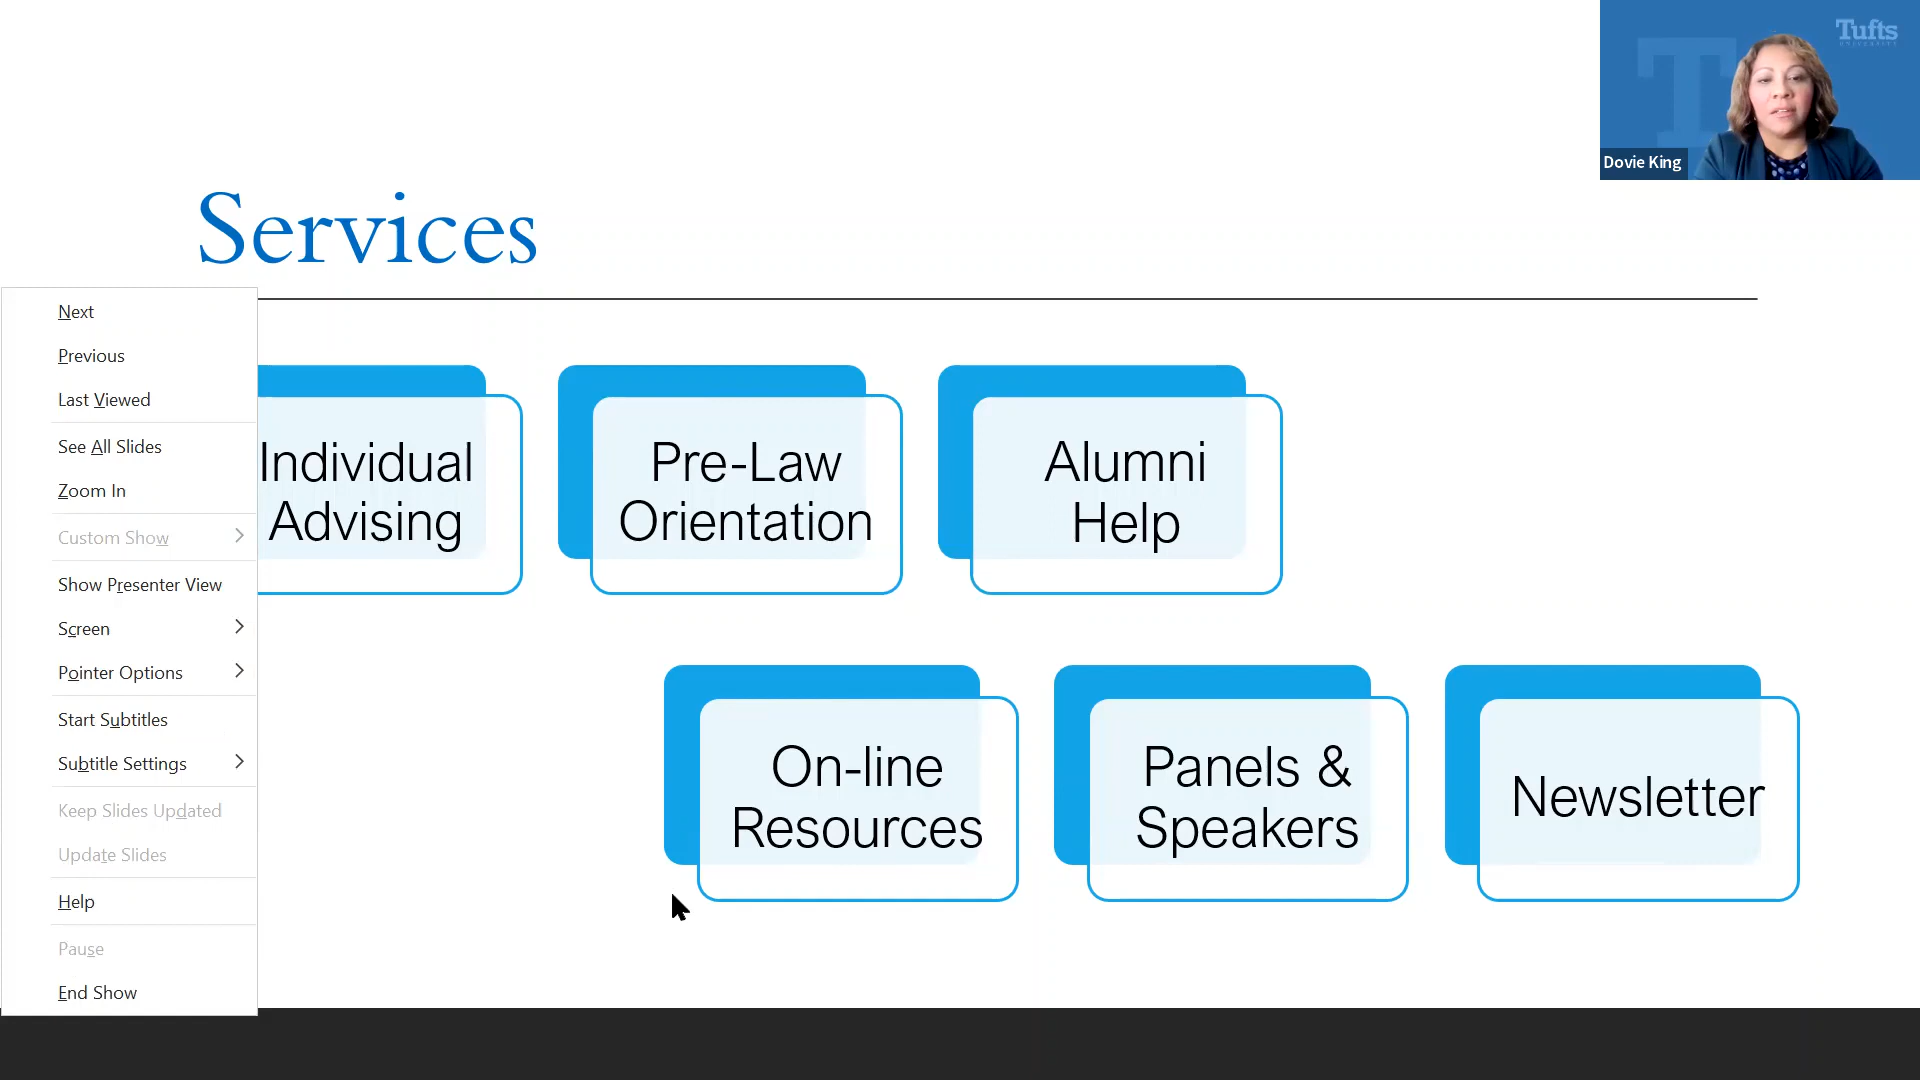 Tufts
UNIVERSITY
Dovie King
Services
Next
Previous
Last Viewed
See All Slides
Zoom In
Custom Show
Show Presenter View
Screen
Pointer Options
Start Subtitles
Subtitle Settings
Keep Slides Updated
Update Slides
Help
Pause
End Show
Individual
Advising
Pre-Law
Orientation
Alumni
Help
On-line
Resources
Panels &
Speakers
Newsletter